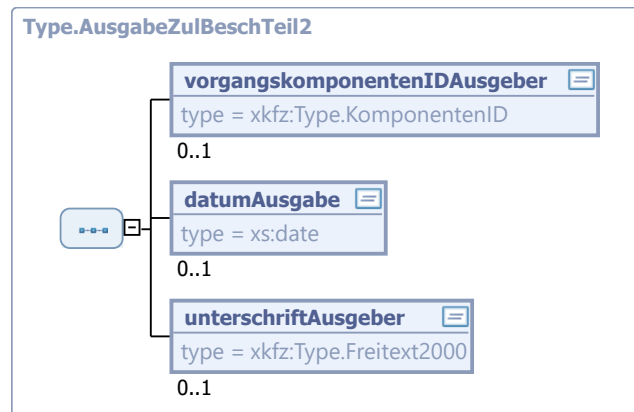 Type.AusgabeZulBeschTeil2
vorgangskomponentenIDAusgeber
type = xkfz:Type.KomponentenID
0..1
datumAusgabe
type = xs:date
0..1
unterschriftAusgeber
type = xkfz:Type.Freitext2000
0..1